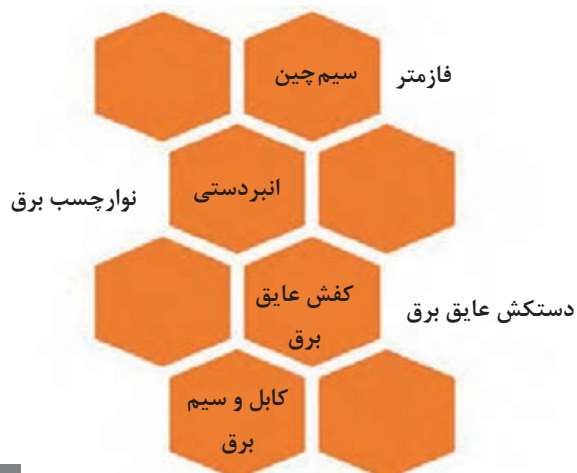 فازمتر
سیم‌چین
انبردستی
نوارچسب برق
کفش عایق
برق
دستکش عایق برق
کابل و سیم
برق